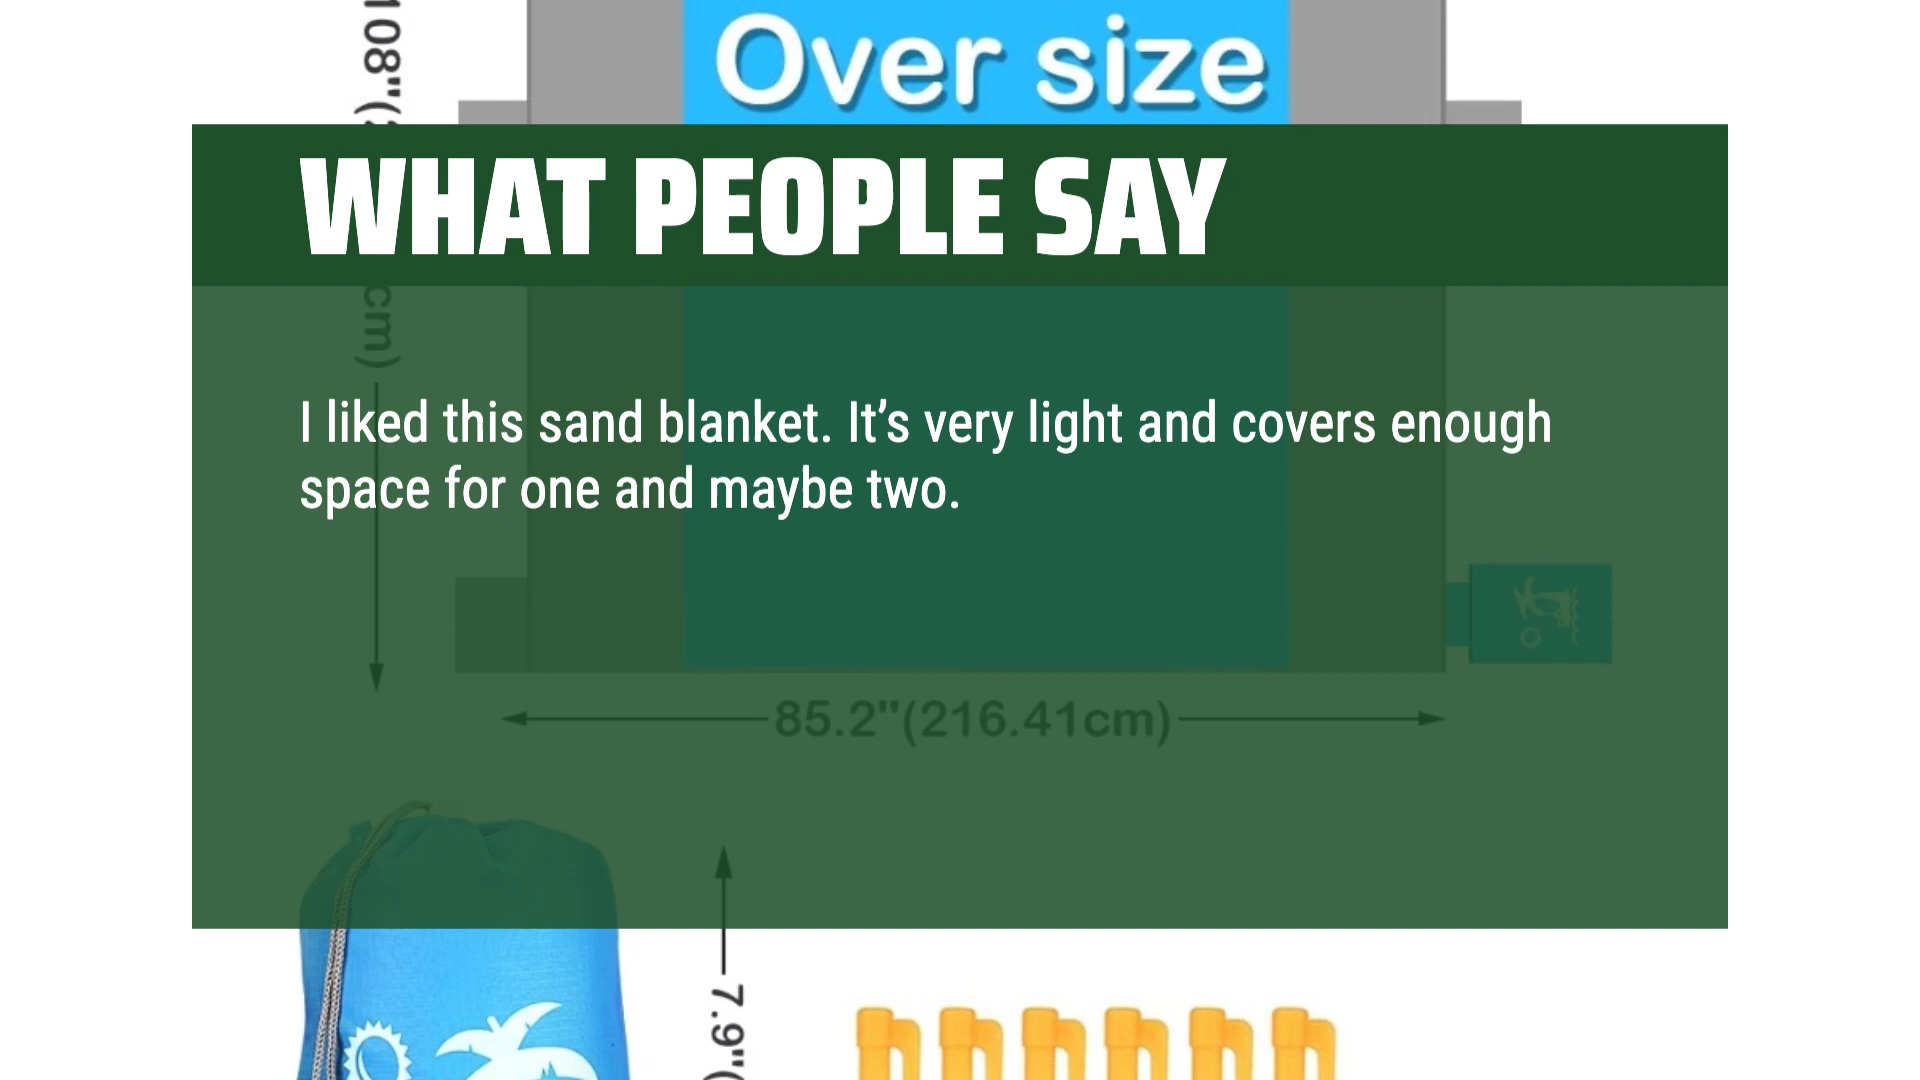 108"(
Over size
WHAT PEOPLE SAY
cm)
I liked this sand blanket. It’s very light and covers enough
space for one and maybe two.
85.2"(216.41cm)
7.9"(